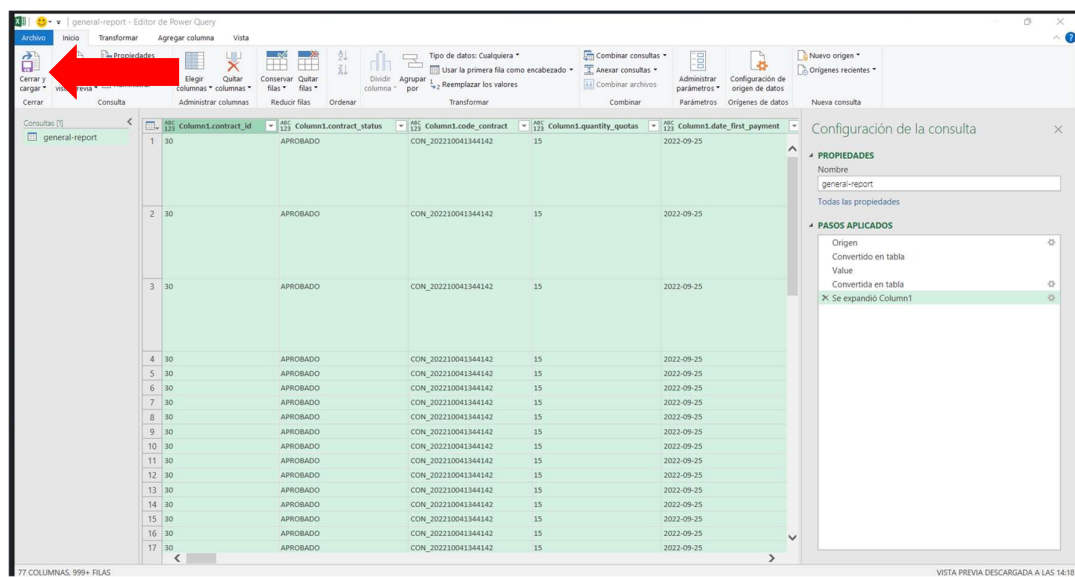 general-report - Editor de Power Query
Archivo Inicio Transformar Agregar columna Vista
Cerrar y cargar
Propiedades
Elegir columnas
Quitar columnas
Conservar filas
Quitar filas
Dividir columna
Agrupar por
Tipo de datos: Cualquiera
Usar la primera fila como encabezado
Reemplazar los valores
Combinar consultas
Anexar consultas
Combinar archivos
Administrar parámetros
Configuración de origen de datos
Nuevo origen
Orígenes recientes
Cerrar Consulta Administrar columnas Reducir filas Ordenar Transformar Combinar Parámetros Orígenes de datos Nueva consulta
Consultas [1]
general-report
ABC 123 Column1.contract_id ABC 123 Column1.contract_status ABC 123 Column1.code_contract ABC 123 Column1.quantity_quotas ABC 123 Column1.date_first_payment
1 30 APROBADO CON_202210041344142 15 2022-09-25
2 30 APROBADO CON_202210041344142 15 2022-09-25
3 30 APROBADO CON_202210041344142 15 2022-09-25
4 30 APROBADO CON_202210041344142 15 2022-09-25
5 30 APROBADO CON_202210041344142 15 2022-09-25
6 30 APROBADO CON_202210041344142 15 2022-09-25
7 30 APROBADO CON_202210041344142 15 2022-09-25
8 30 APROBADO CON_202210041344142 15 2022-09-25
9 30 APROBADO CON_202210041344142 15 2022-09-25
10 30 APROBADO CON_202210041344142 15 2022-09-25
11 30 APROBADO CON_202210041344142 15 2022-09-25
12 30 APROBADO CON_202210041344142 15 2022-09-25
13 30 APROBADO CON_202210041344142 15 2022-09-25
14 30 APROBADO CON_202210041344142 15 2022-09-25
15 30 APROBADO CON_202210041344142 15 2022-09-25
16 30 APROBADO CON_202210041344142 15 2022-09-25
17 30 APROBADO CON_202210041344142 15 2022-09-25
Configuración de la consulta
PROPIEDADES
Nombre
general-report
Todas las propiedades
PASOS APLICADOS
Origen
Convertido en tabla
Value
Convertida en tabla
Se expandió Column1
77 COLUMNAS, 999+ FILAS
VISTA PREVIA DESCARGADA A LAS 14:18